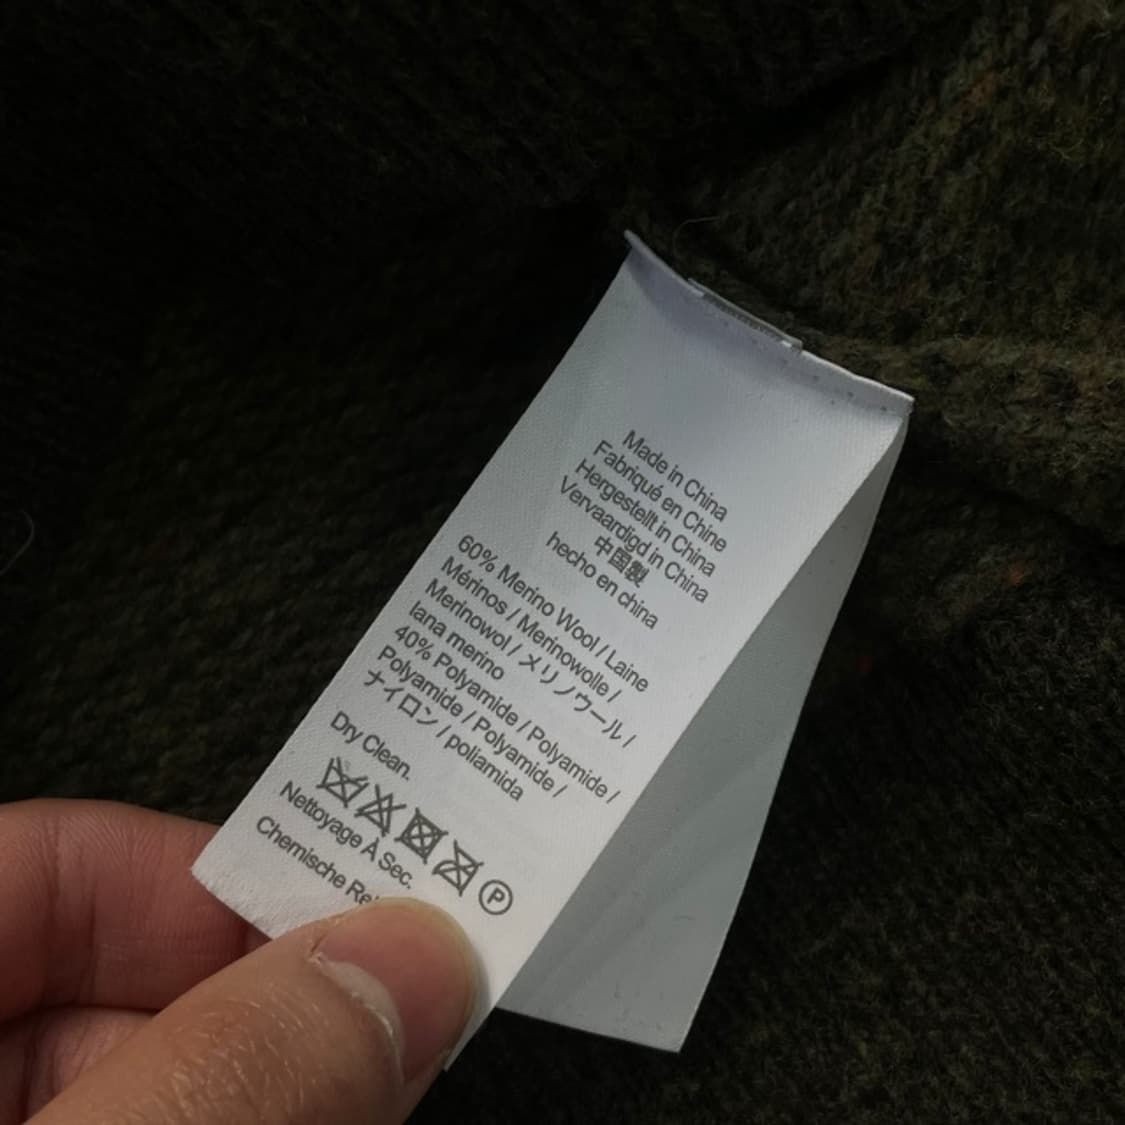 Made in China
Fabriqué en Chine
Hergestellt in China
Vervaardigd in China
中国製
hecho en china
60% Merino Wool / Laine
Mérinos / Merinowolle /
Merinowol / メリノウール /
lana merino
40% Polyamide / Polyamide /
Polyamide / Polyamide /
ナイロン / poliamida
Dry Clean.
P
Nettoyage À Sec.
Chemische